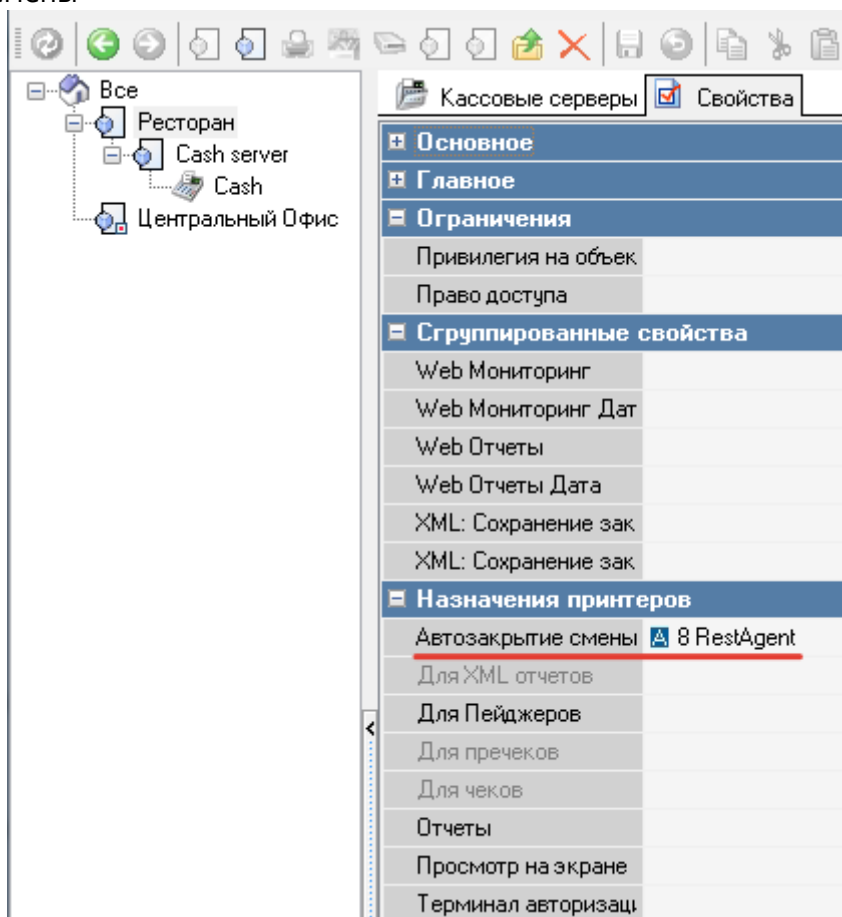 Все
Ресторан
Cash server
Cash
Центральный Офис
Кассовые серверы
Свойства
Основное
Главное
Ограничения
Привилегия на объек
Право доступа
Сгруппированные свойства
Web Мониторинг
Web Мониторинг Дат
Web Отчеты
Web Отчеты Дата
XML: Сохранение зак
XML: Сохранение зак
Назначения принтеров
Автозакрытие смены 8 RestAgent
Для XML отчетов
Для Пейджеров
Для пречеков
Для чеков
Отчеты
Просмотр на экране
Терминал авторизаци